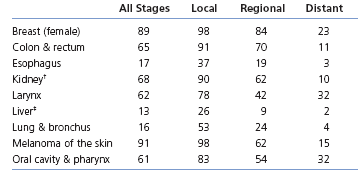 All Stages Local Regional Distant
Breast (female) 89 98 84 23
Colon & rectum 65 91 70 11
Esophagus 17 37 19 3
Kidney† 68 90 62 10
Larynx 62 78 42 32
Liver‡ 13 26 9 2
Lung & bronchus 16 53 24 4
Melanoma of the skin 91 98 62 15
Oral cavity & pharynx 61 83 54 32